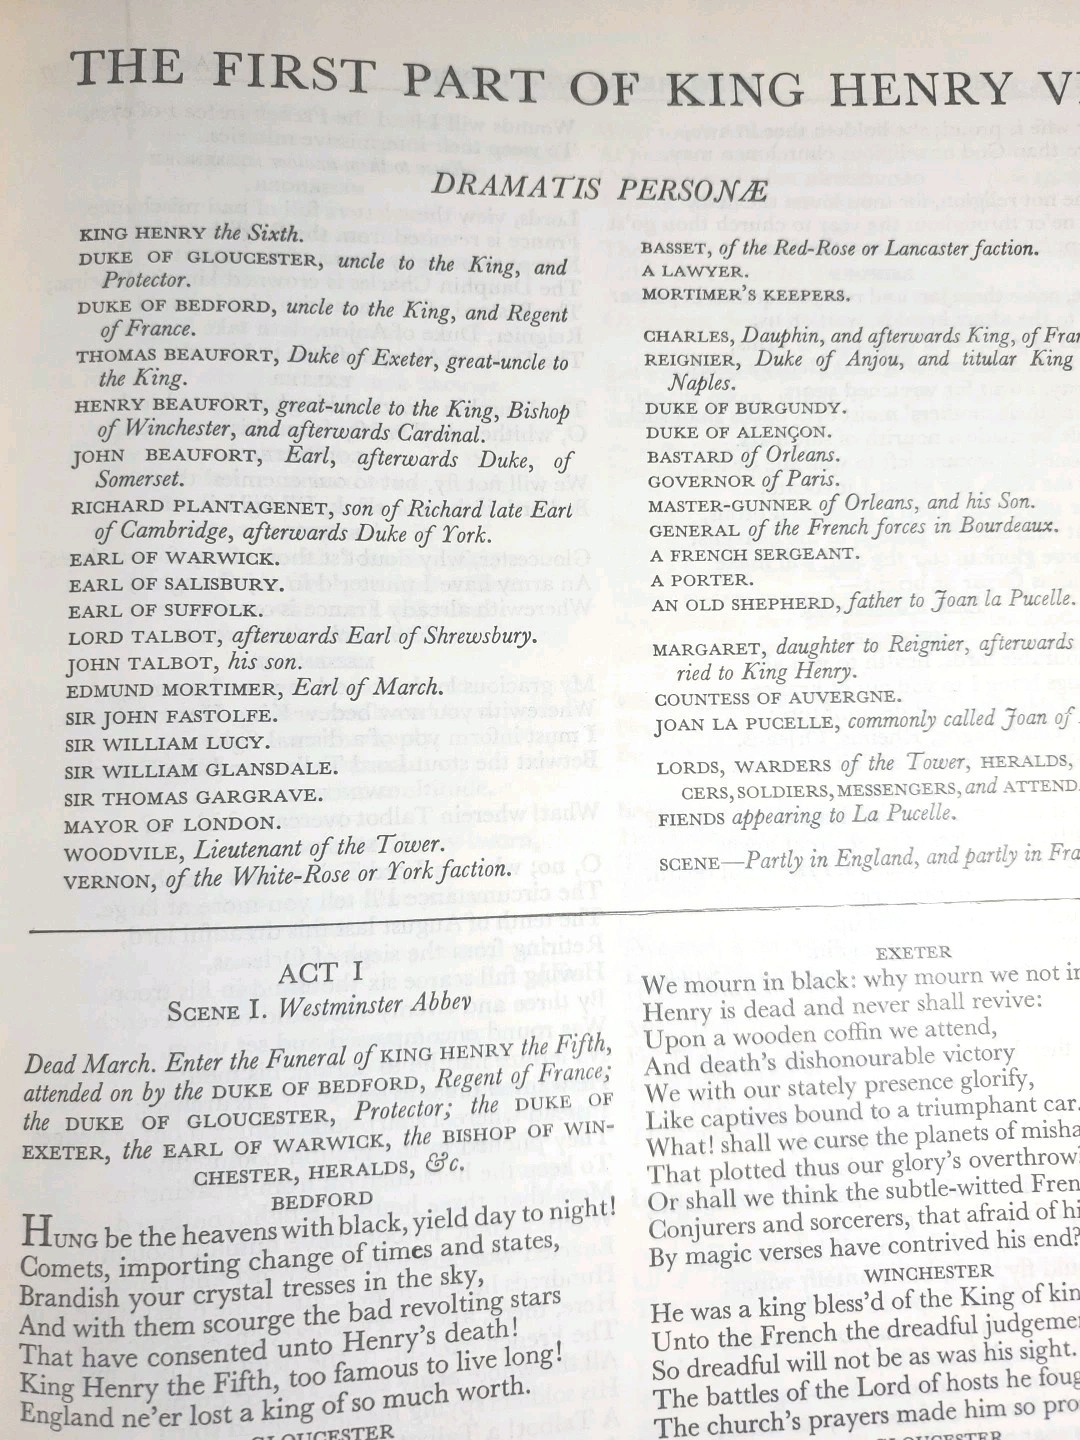 THE FIRST PART OF KING HENRY VI
DRAMATIS PERSONÆ
KING HENRY the Sixth.
DUKE OF GLOUCESTER, uncle to the King, and
Protector.
DUKE OF BEDFORD, uncle to the King, and Regent
of France.
THOMAS BEAUFORT, Duke of Exeter, great-uncle to
the King.
HENRY BEAUFORT, great-uncle to the King, Bishop
of Winchester, and afterwards Cardinal.
JOHN BEAUFORT, Earl, afterwards Duke, of
Somerset.
RICHARD PLANTAGENET, son of Richard late Earl
of Cambridge, afterwards Duke of York.
EARL OF WARWICK.
EARL OF SALISBURY.
EARL OF SUFFOLK.
LORD TALBOT, afterwards Earl of Shrewsbury.
JOHN TALBOT, his son.
EDMUND MORTIMER, Earl of March.
SIR JOHN FASTOLFE.
SIR WILLIAM LUCY.
SIR WILLIAM GLANSDALE.
SIR THOMAS GARGRAVE.
MAYOR OF LONDON.
WOODVILE, Lieutenant of the Tower.
VERNON, of the White-Rose or York faction.
BASSET, of the Red-Rose or Lancaster faction.
A LAWYER.
MORTIMER'S KEEPERS.
CHARLES, Dauphin, and afterwards King, of Fra
REIGNIER, Duke of Anjou, and titular King
Naples.
DUKE OF BURGUNDY.
DUKE OF ALENÇON.
BASTARD of Orleans.
GOVERNOR of Paris.
MASTER-GUNNER of Orleans, and his Son.
GENERAL of the French forces in Bourdeaux.
A FRENCH SERGEANT.
A PORTER.
AN OLD SHEPHERD, father to Joan la Pucelle.
MARGARET, daughter to Reignier, afterwards
ried to King Henry.
COUNTESS OF AUVERGNE.
JOAN LA PUCELLE, commonly called Joan of
LORDS, WARDERS of the Tower, HERALDS,
CERS, SOLDIERS, MESSENGERS, and ATTEND
FIENDS appearing to La Pucelle.
SCENE—Partly in England, and partly in Fra
ACT I
SCENE I. Westminster Abbey
Dead March. Enter the Funeral of KING HENRY the Fifth,
attended on by the DUKE OF BEDFORD, Regent of France;
the DUKE OF GLOUCESTER, Protector; the DUKE OF
EXETER, the EARL OF WARWICK, the BISHOP OF WIN-
CHESTER, HERALDS, &c.
BEDFORD
HUNG be the heavens with black, yield day to night!
Comets, importing change of times and states,
Brandish your crystal tresses in the sky,
And with them scourge the bad revolting stars
That have consented unto Henry's death!
King Henry the Fifth, too famous to live long!
England ne'er lost a king of so much worth.
GLOUCESTER
EXETER
We mourn in black: why mourn we not in
Henry is dead and never shall revive:
Upon a wooden coffin we attend,
And death's dishonourable victory
We with our stately presence glorify,
Like captives bound to a triumphant car.
What! shall we curse the planets of misha
That plotted thus our glory's overthrow?
Or shall we think the subtle-witted Fren
Conjurers and sorcerers, that afraid of hi
By magic verses have contrived his end?
WINCHESTER
He was a king bless'd of the King of kin
Unto the French the dreadful judgeme
So dreadful will not be as was his sight.
The battles of the Lord of hosts he foug
The church's prayers made him so pro
GLOUCESTER